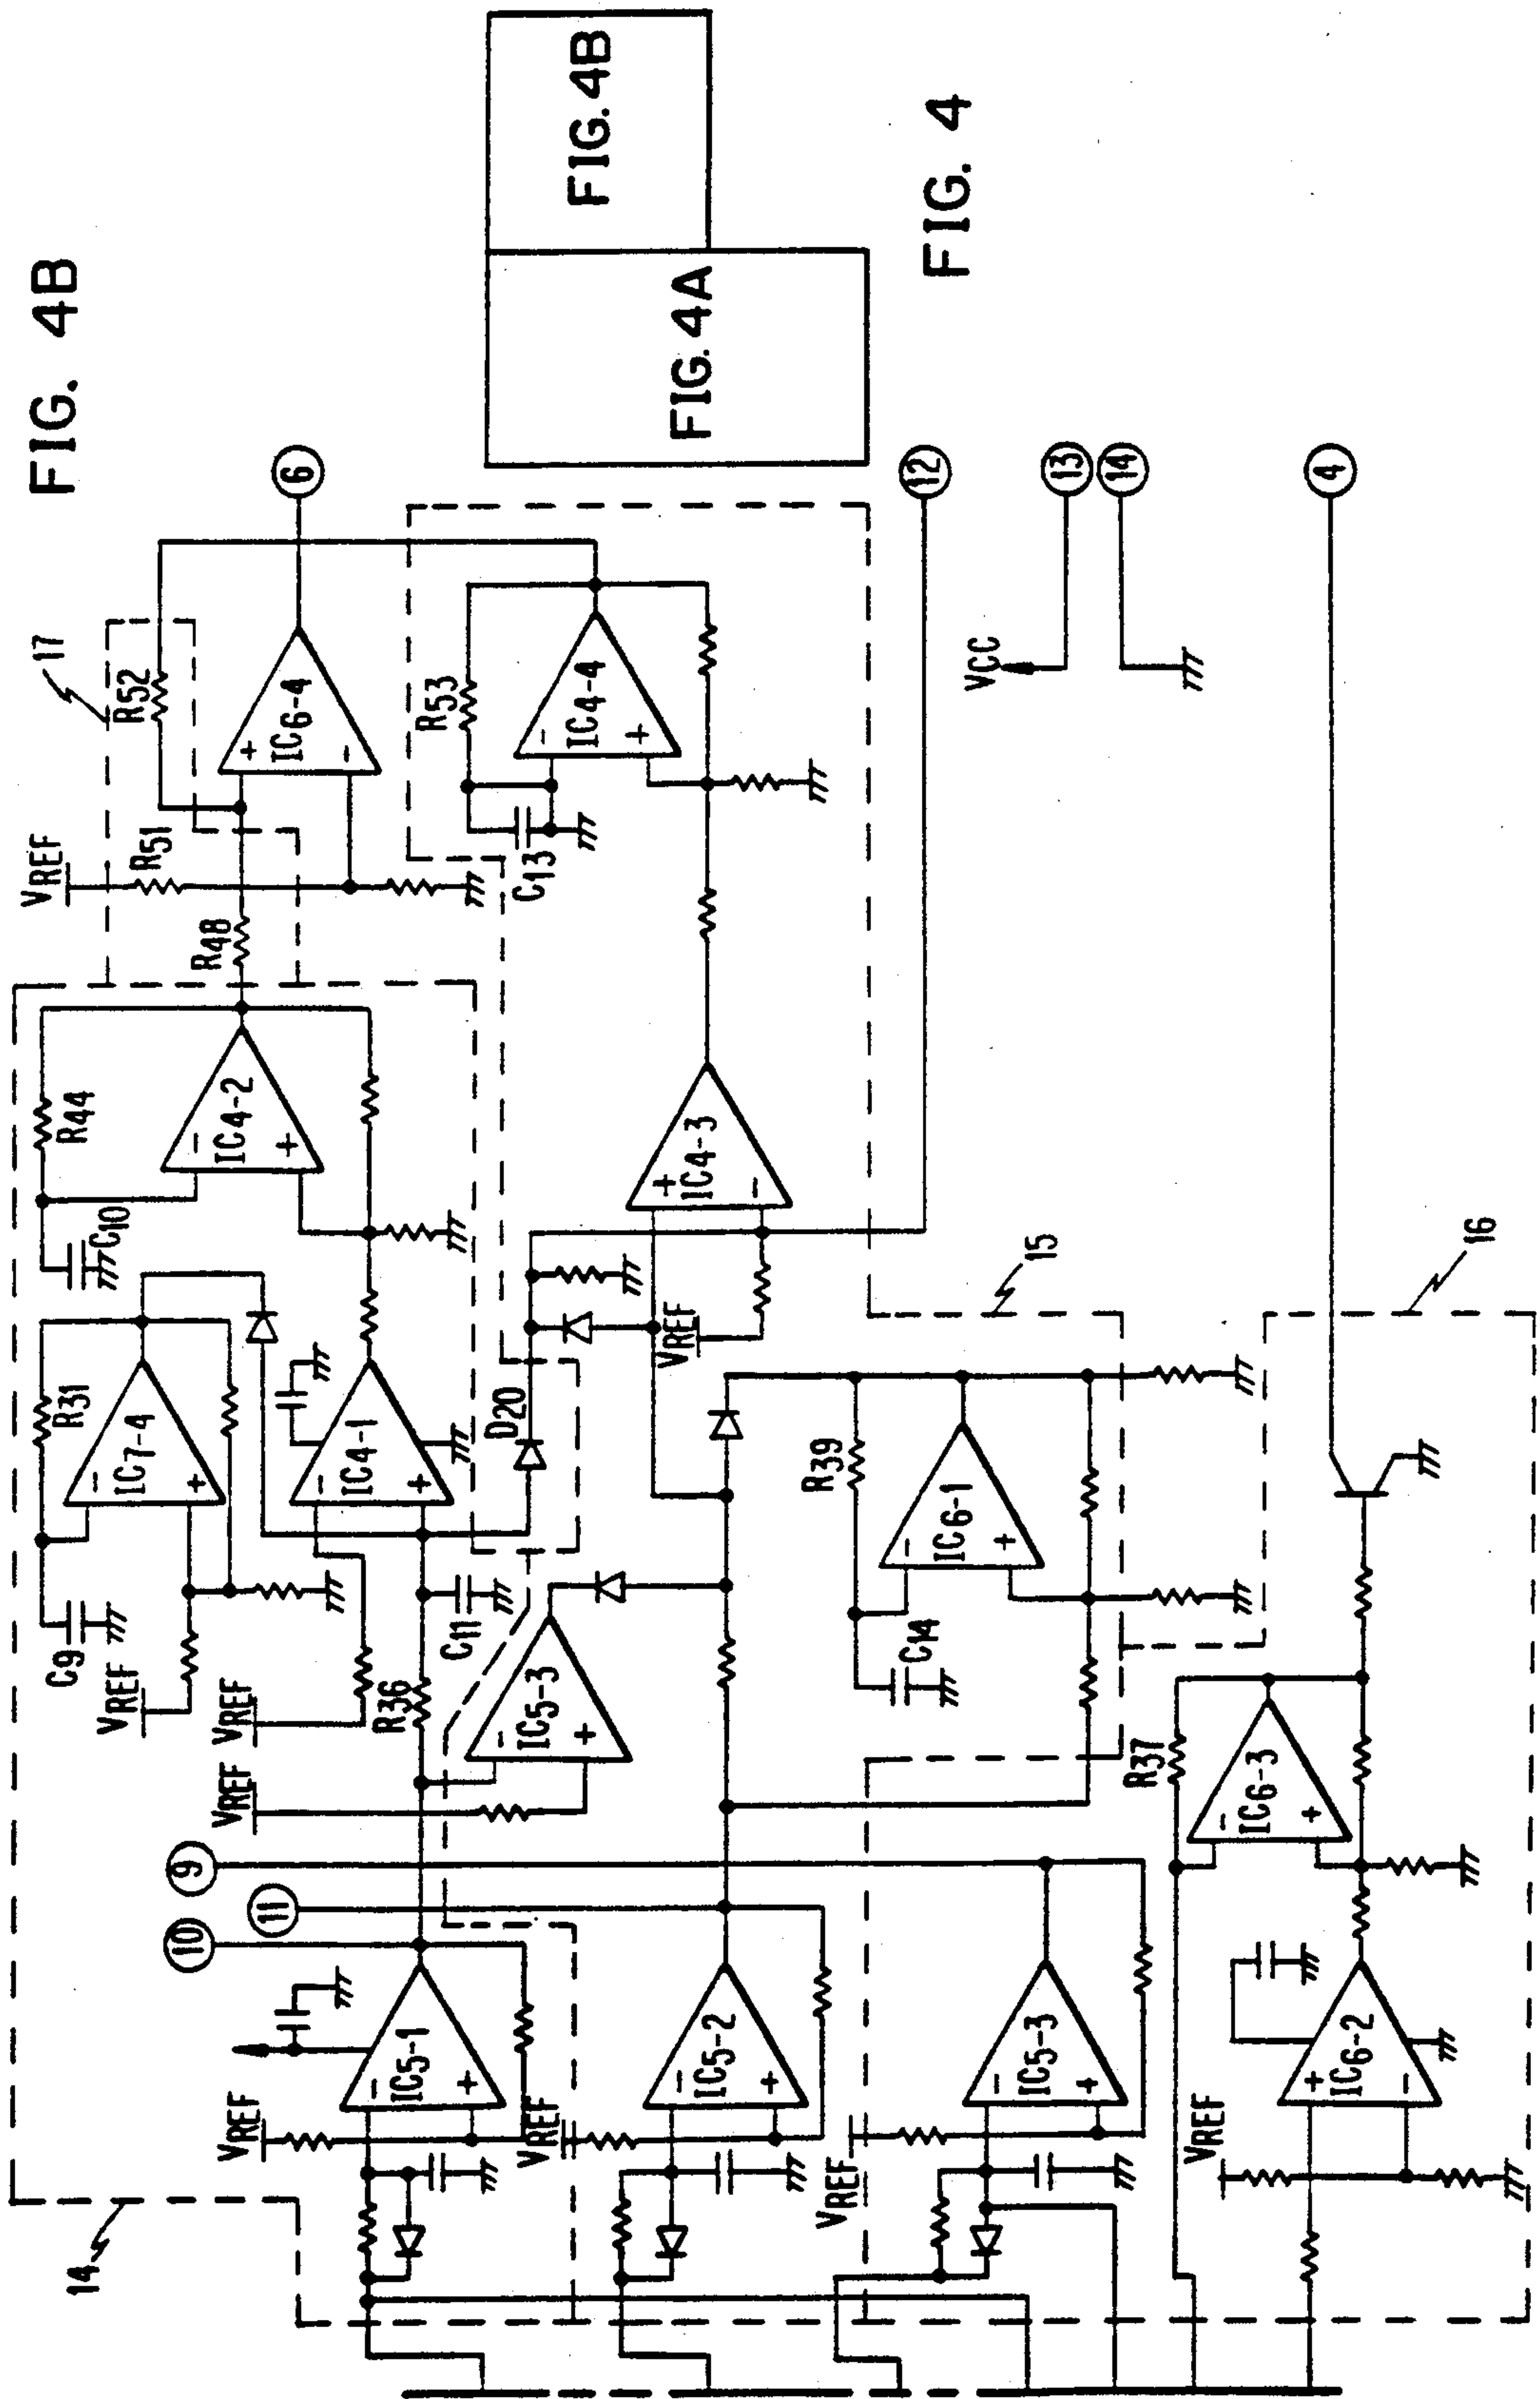 FIG. 4B
14
17
VREF
C9
R31
C10
R44
R48
R51
R52
6
IC7-4
IC4-2
IC6-4
VREF
VREF
10
11
9
VREF
IC5-1
R36
C11
IC4-1
D20
C13
R53
IC4-4
VREF
IC5-3
IC5-2
VREF
IC4-3
12
FIG. 4A
FIG. 4B
FIG. 4
VREF
IC5-3
C14
R39
IC6-1
15
VCC
13
14
VREF
IC6-2
R37
IC6-3
16
4
- + - + - + + - - + - + - + - + + - - + - + + - - +